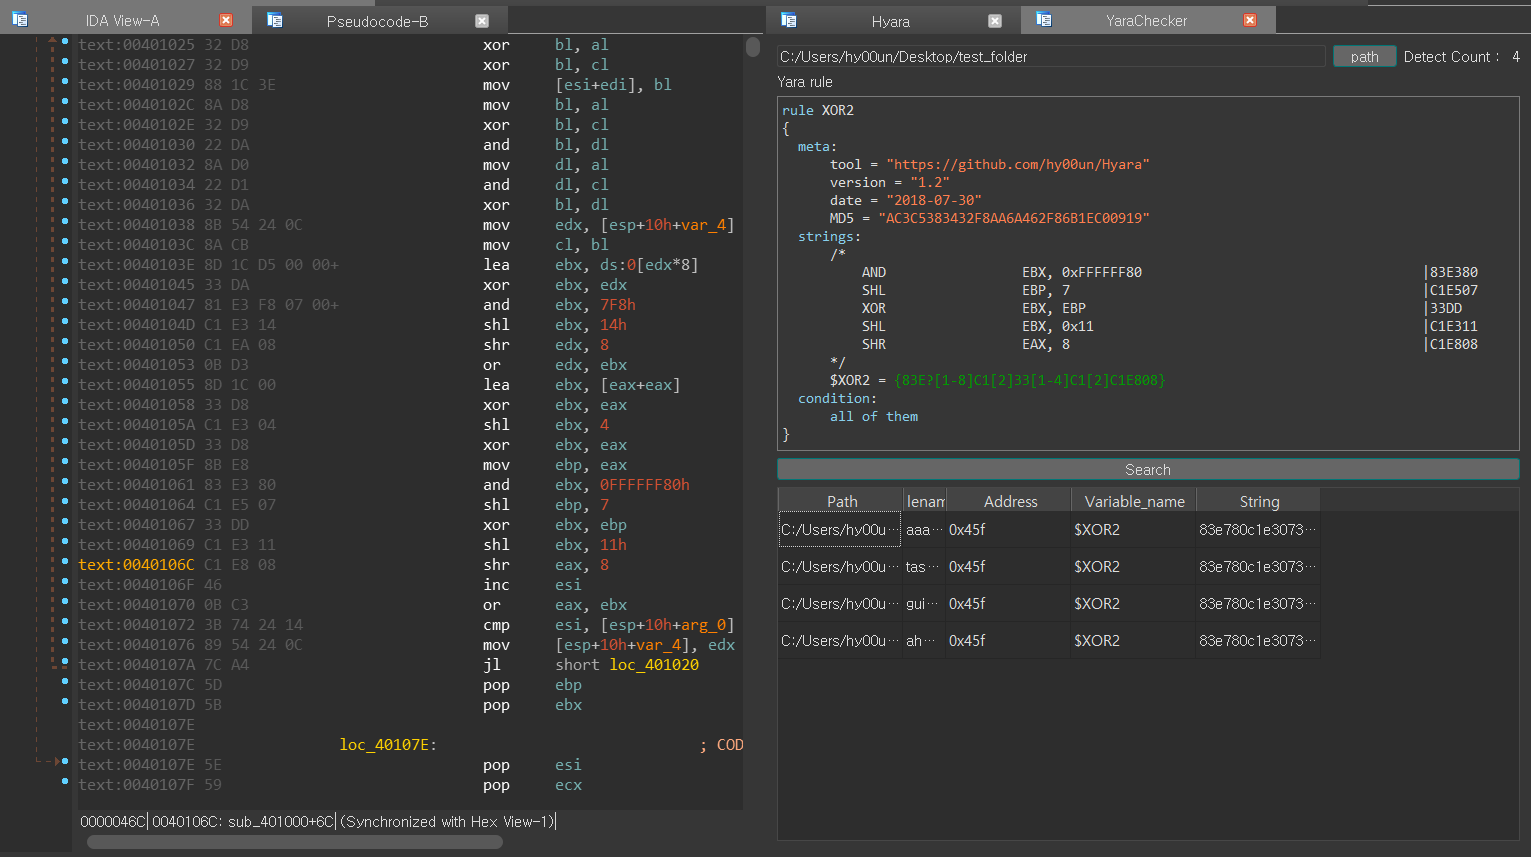 IDA View-A
Pseudocode-B
text:00401025 32 D8 xor bl, al
text:00401027 32 D9 xor bl, cl
text:00401029 88 1C 3E mov [esi+edi], bl
text:0040102C 8A D8 mov bl, al
text:0040102E 32 D9 xor bl, cl
text:00401030 22 DA and bl, dl
text:00401032 8A D0 mov dl, al
text:00401034 22 D1 and dl, cl
text:00401036 32 DA xor bl, dl
text:00401038 8B 54 24 0C mov edx, [esp+10h+var_4]
text:0040103C 8A CB mov cl, bl
text:0040103E 8D 1C D5 00 00+ lea ebx, ds:0[edx*8]
text:00401045 33 DA xor ebx, edx
text:00401047 81 E3 F8 07 00+ and ebx, 7F8h
text:0040104D C1 E3 14 shl ebx, 14h
text:00401050 C1 EA 08 shr edx, 8
text:00401053 0B D3 or edx, ebx
text:00401055 8D 1C 00 lea ebx, [eax+eax]
text:00401058 33 D8 xor ebx, eax
text:0040105A C1 E3 04 shl ebx, 4
text:0040105D 33 D8 xor ebx, eax
text:0040105F 8B E8 mov ebp, eax
text:00401061 83 E3 80 and ebx, 0FFFFFF80h
text:00401064 C1 E5 07 shl ebp, 7
text:00401067 33 DD xor ebx, ebp
text:00401069 C1 E3 11 shl ebx, 11h
text:0040106C C1 E8 08 shr eax, 8
text:0040106F 46 inc esi
text:00401070 0B C3 or eax, ebx
text:00401072 3B 74 24 14 cmp esi, [esp+10h+arg_0]
text:00401076 89 54 24 0C mov [esp+10h+var_4], edx
text:0040107A 7C A4 jl short loc_401020
text:0040107C 5D pop ebp
text:0040107D 5B pop ebx
text:0040107E
text:0040107E loc_40107E: ; COD
text:0040107E 5E pop esi
text:0040107F 59 pop ecx
0000046C 0040106C: sub_401000+6C (Synchronized with Hex View-1)
Hyara
YaraChecker
C:/Users/hy00un/Desktop/test_folder path Detect Count : 4
Yara rule
rule XOR2
{
meta:
tool = "https://github.com/hy00un/Hyara"
version = "1.2"
date = "2018-07-30"
MD5 = "AC3C5383432F8AA6A462F86B1EC00919"
strings:
/*
AND EBX, 0xFFFFFF80 |83E380
SHL EBP, 7 |C1E507
XOR EBX, EBP |33DD
SHL EBX, 0x11 |C1E311
SHR EAX, 8 |C1E808
*/
$XOR2 = {83E?[1-8]C1[2]33[1-4]C1[2]C1E808}
condition:
all of them
}
Search
Path lenam Address Variable_name String
C:/Users/hy00u··· aaa··· 0x45f $XOR2 83e780c1e3073···
C:/Users/hy00u··· tas··· 0x45f $XOR2 83e780c1e3073···
C:/Users/hy00u··· gui··· 0x45f $XOR2 83e780c1e3073···
C:/Users/hy00u··· ah··· 0x45f $XOR2 83e780c1e3073···